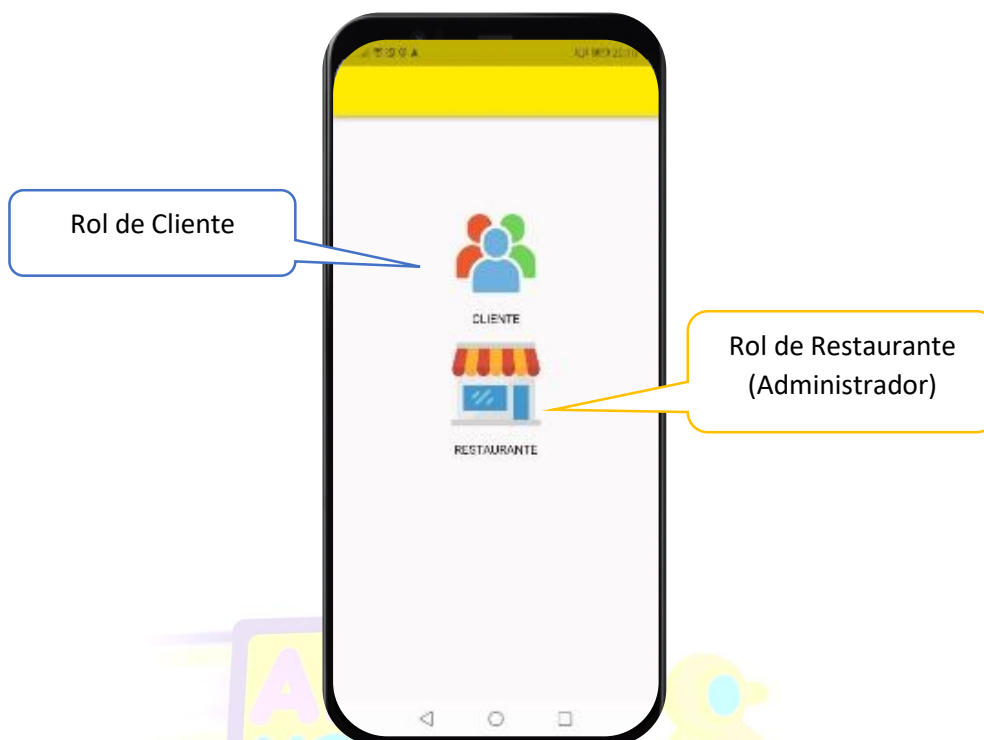 Rol de Cliente
CLIENTE
Rol de Restaurante
(Administrador)
RESTAURANTE